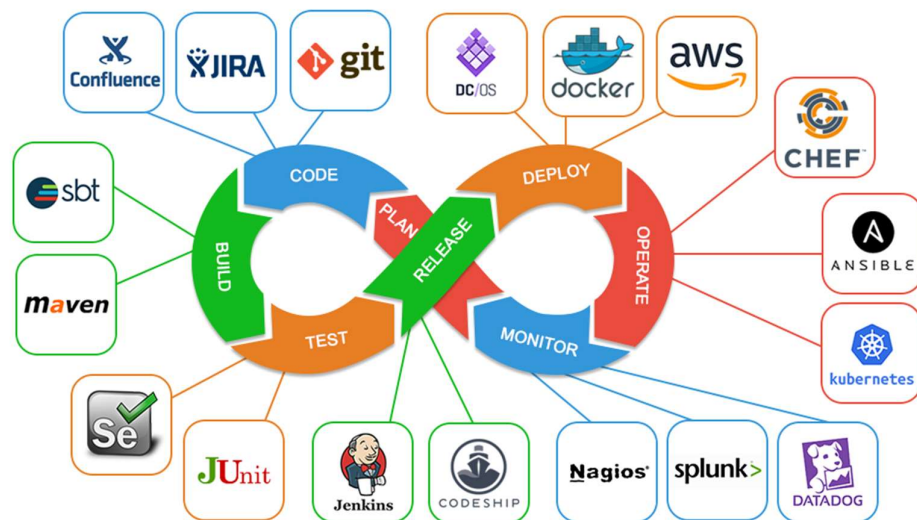 Confluence
JIRA
git
DC/OS
docker
aws
CHEF™
sbt
CODE
PLAN
RELEASE
DEPLOY
OPERATE
BUILD
ANSIBLE
maven
TEST
MONITOR
kubernetes
Se
JUnit
Jenkins
CODESHIP
Nagios®
splunk>
DATADOG